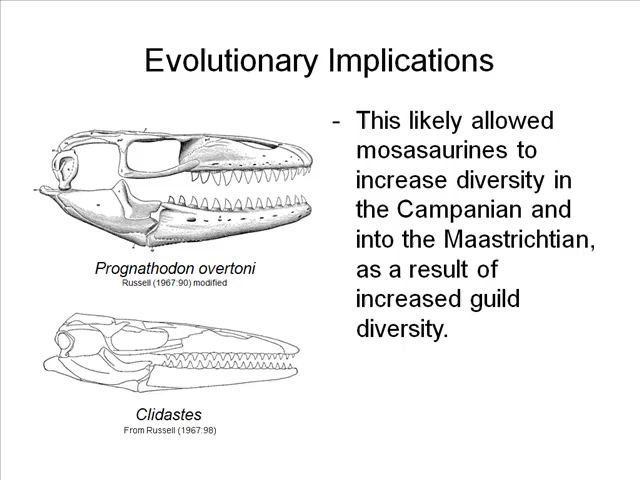 Evolutionary Implications
- This likely allowed
mosasaurines to
increase diversity in
the Campanian and
into the Maastrichtian,
as a result of
increased guild
diversity.
Prognathodon overtoni
Russell (1967:90) modified
Clidastes
From Russell (1967:98)